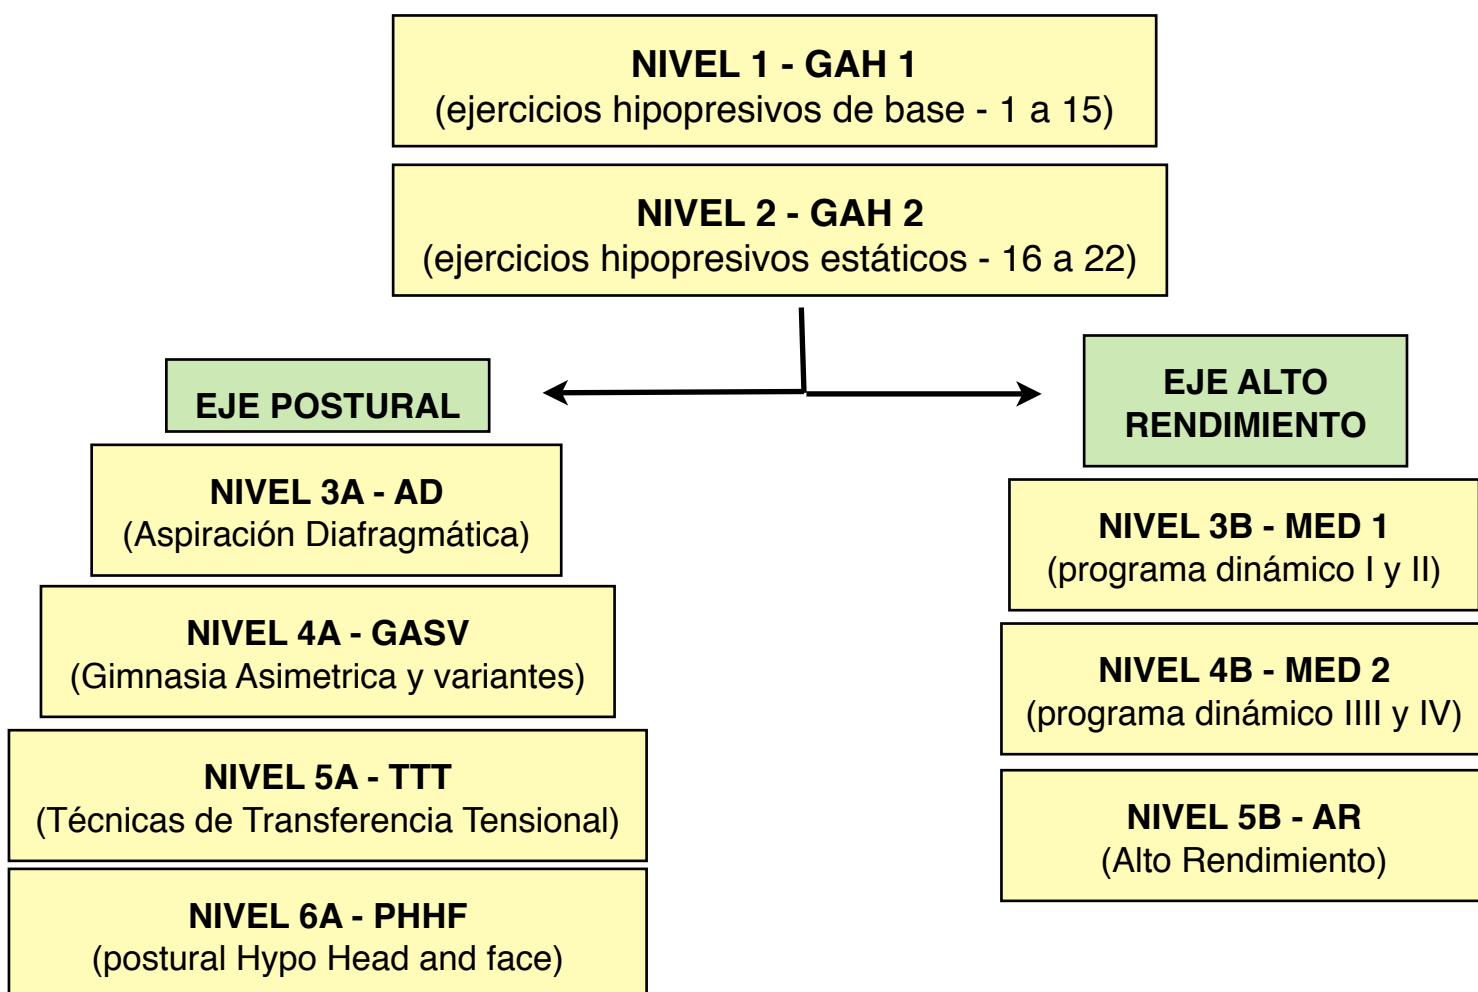 NIVEL 1 - GAH 1
(ejercicios hipopresivos de base - 1 a 15)
NIVEL 2 - GAH 2
(ejercicios hipopresivos estáticos - 16 a 22)
EJE POSTURAL
NIVEL 3A - AD
(Aspiración Diafragmática)
NIVEL 4A - GASV
(Gimnasia Asimetrica y variantes)
NIVEL 5A - TTT
(Técnicas de Transferencia Tensional)
NIVEL 6A - PHHF
(postural Hypo Head and face)
EJE ALTO
RENDIMIENTO
NIVEL 3B - MED 1
(programa dinámico I y II)
NIVEL 4B - MED 2
(programa dinámico IIII y IV)
NIVEL 5B - AR
(Alto Rendimiento)